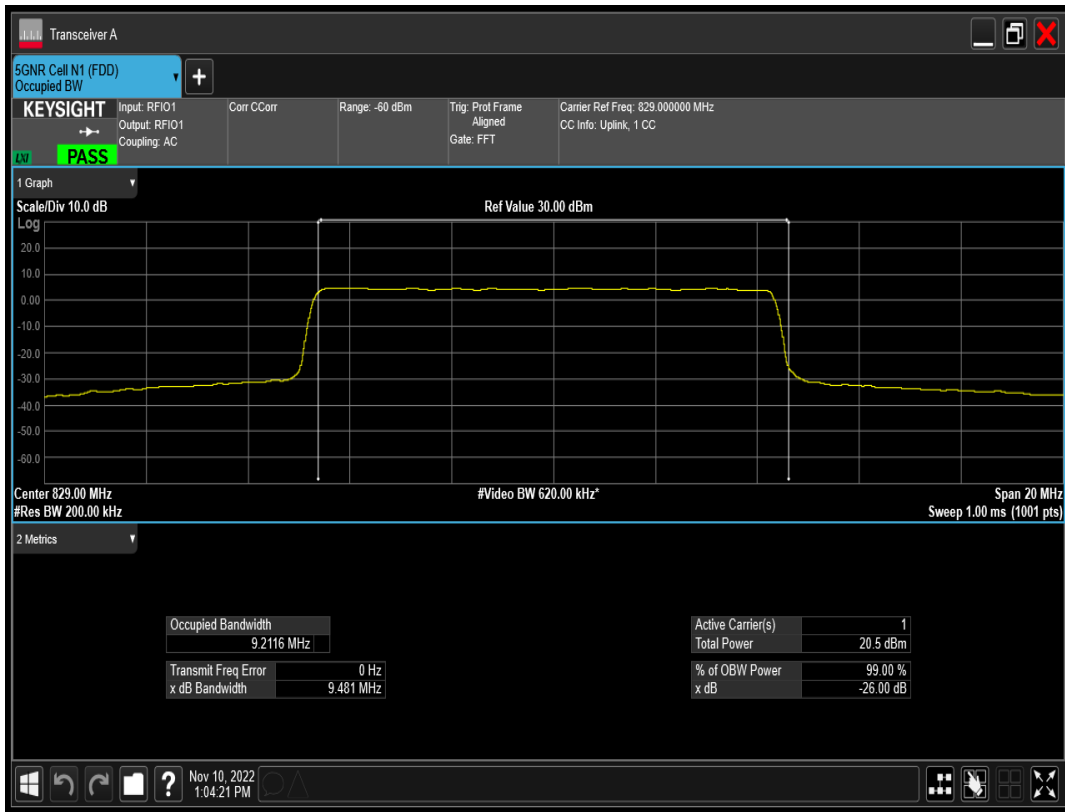 Transceiver A
5GNR Cell N1 (FDD)
Occupied BW
+
KEYSIGHT
LXI
PASS
Input: RFIO1
Output: RFIO1
Coupling: AC
Corr CCorr
Range: -60 dBm
Trig: Prot Frame
Aligned
Gate: FFT
Carrier Ref Freq: 829.000000 MHz
CC Info: Uplink, 1 CC
1 Graph
Scale/Div 10.0 dB
Ref Value 30.00 dBm
Log
20.0
10.0
0.00
-10.0
-20.0
-30.0
-40.0
-50.0
-60.0
Center 829.00 MHz
#Video BW 620.00 kHz*
Span 20 MHz
#Res BW 200.00 kHz
Sweep 1.00 ms (1001 pts)
2 Metrics
Occupied Bandwidth
9.2116 MHz
Transmit Freq Error 0 Hz
x dB Bandwidth 9.481 MHz
Active Carrier(s) 1
Total Power 20.5 dBm
% of OBW Power 99.00 %
x dB -26.00 dB
?
Nov 10, 2022
1:04:21 PM